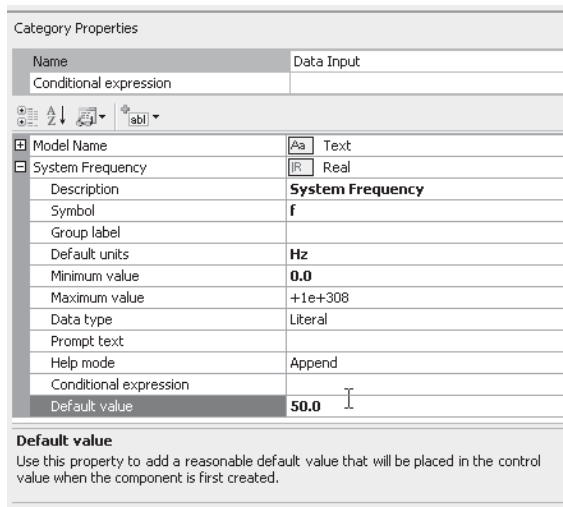 Category Properties
Name Data Input
Conditional expression
A Z abl
Model Name Aa Text
System Frequency IR Real
Description System Frequency
Symbol f
Group label
Default units Hz
Minimum value 0.0
Maximum value +1e+308
Data type Literal
Prompt text
Help mode Append
Conditional expression
Default value 50.0
Default value
Use this property to add a reasonable default value that will be placed in the control
value when the component is first created.